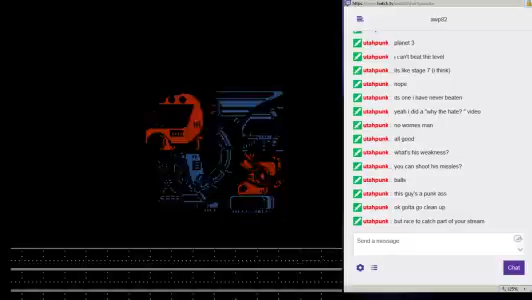 awp82
utahpunk: planet 3
utahpunk: i can't beat the level
utahpunk: its like stage 7 (i think)
utahpunk: nope
utahpunk: its one i have never beaten
utahpunk: yeah i did a "why the hate? " video
utahpunk: no worries man
utahpunk: all good
utahpunk: what's his weakness?
utahpunk: you can shoot his missles?
utahpunk: balls
utahpunk: this guy's a punk ass
utahpunk: ok gotta go clean up
utahpunk: but nice to catch part of your stream
Send a message
Chat